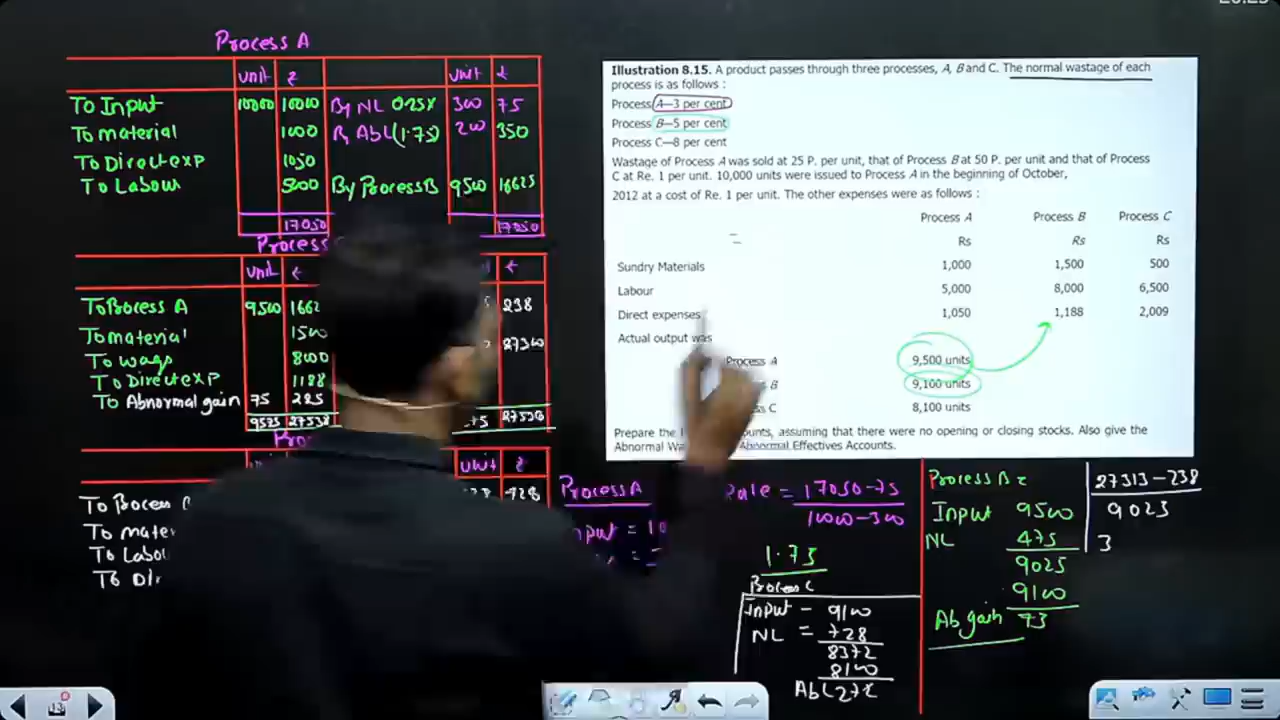 Process A
unit ₹ unit ₹
To Input 10000 10000 By NL 0.25X 300 75
To material 1000 By AbL (1.75) 200 350
To Direct exp 1050
To Labour 5000 By Process B 9500 16625
17050 17050
Process
unit ₹ ₹
To Process A 9500 1662 238
To material 1500 27300
To wags 8000
To Direct exp 1188
To Abnormal gain 75 225
9575 27538 27538
unit ₹
To Process B 728
To mater
To Labou
To Dir
Illustration 8.15. A product passes through three processes, A, B and C. The normal wastage of each
process is as follows :
Process A—3 per cent
Process B—5 per cent
Process C—8 per cent
Wastage of Process A was sold at 25 P. per unit, that of Process B at 50 P. per unit and that of Process
C at Re. 1 per unit. 10,000 units were issued to Process A in the beginning of October,
2012 at a cost of Re. 1 per unit. The other expenses were as follows :
Process A Process B Process C
Rs Rs Rs
Sundry Materials 1,000 1,500 500
Labour 5,000 8,000 6,500
Direct expenses 1,050 1,188 2,009
Actual output was
Process A 9,500 units
B 9,100 units
C 8,100 units
Prepare the unts, assuming that there were no opening or closing stocks. Also give the
Abnormal Wa Abnormal Effectives Accounts.
Process A
Input = 10
Rate = 17050-75
10000-300
1.75
Process C
Input = 9100
NL = 728
8372
8100
AbL 272
Process B =
Input 9500
NL 475
9025
9100
Ab gain 75
27313-238
9025
3
13